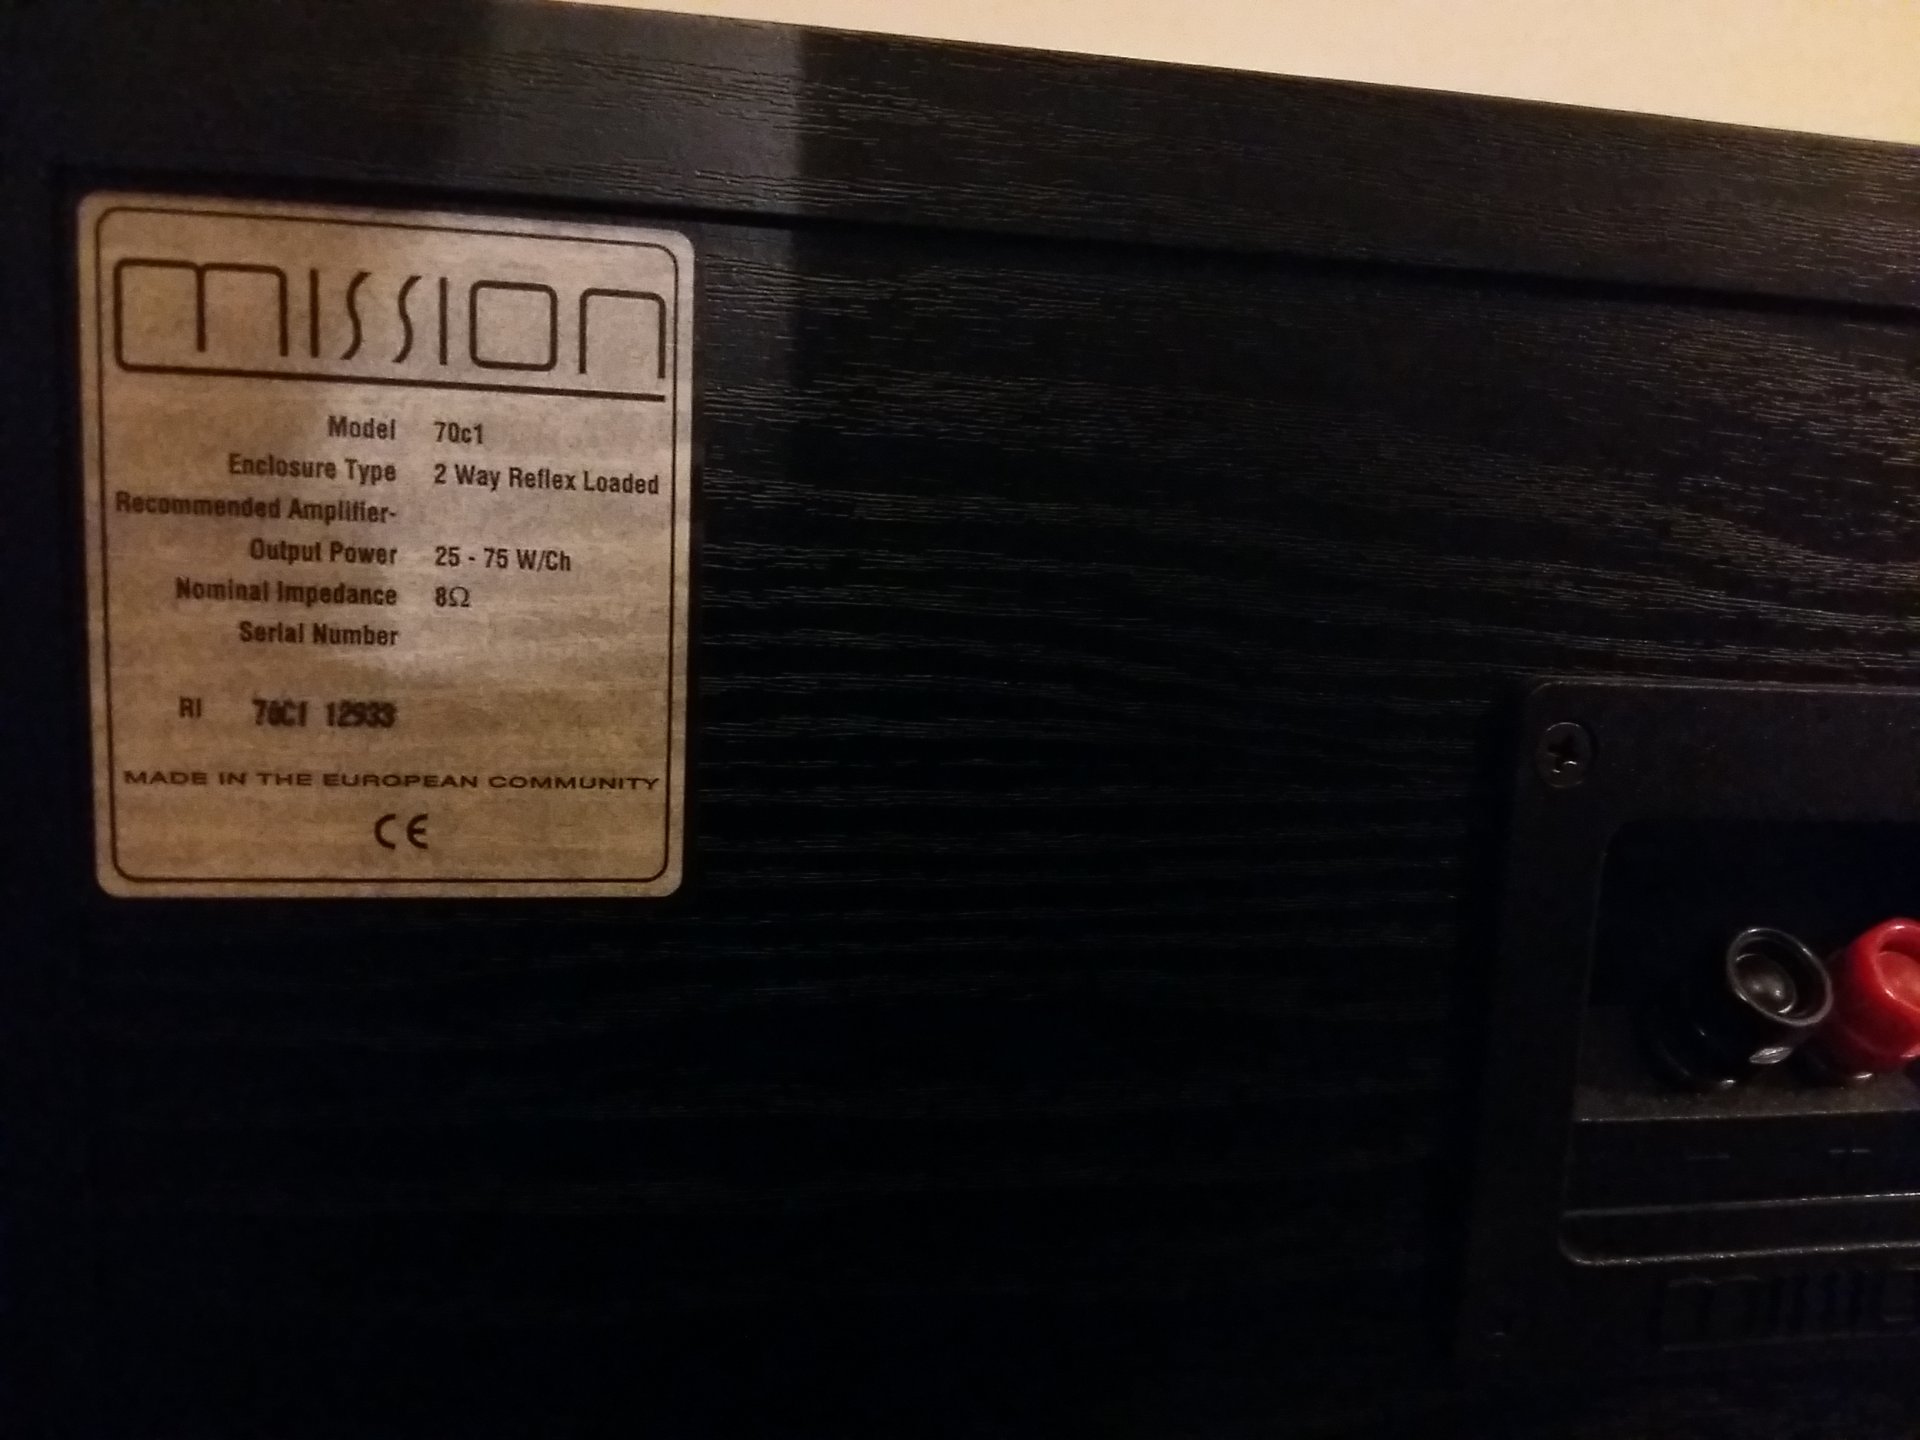 mission
Model 70c1
Enclosure Type 2 Way Reflex Loaded
Recommended Amplifier-
Output Power 25 - 75 W/Ch
Nominal Impedance 8Ω
Serial Number
RI 70C1 12933
MADE IN THE EUROPEAN COMMUNITY
CE
- +